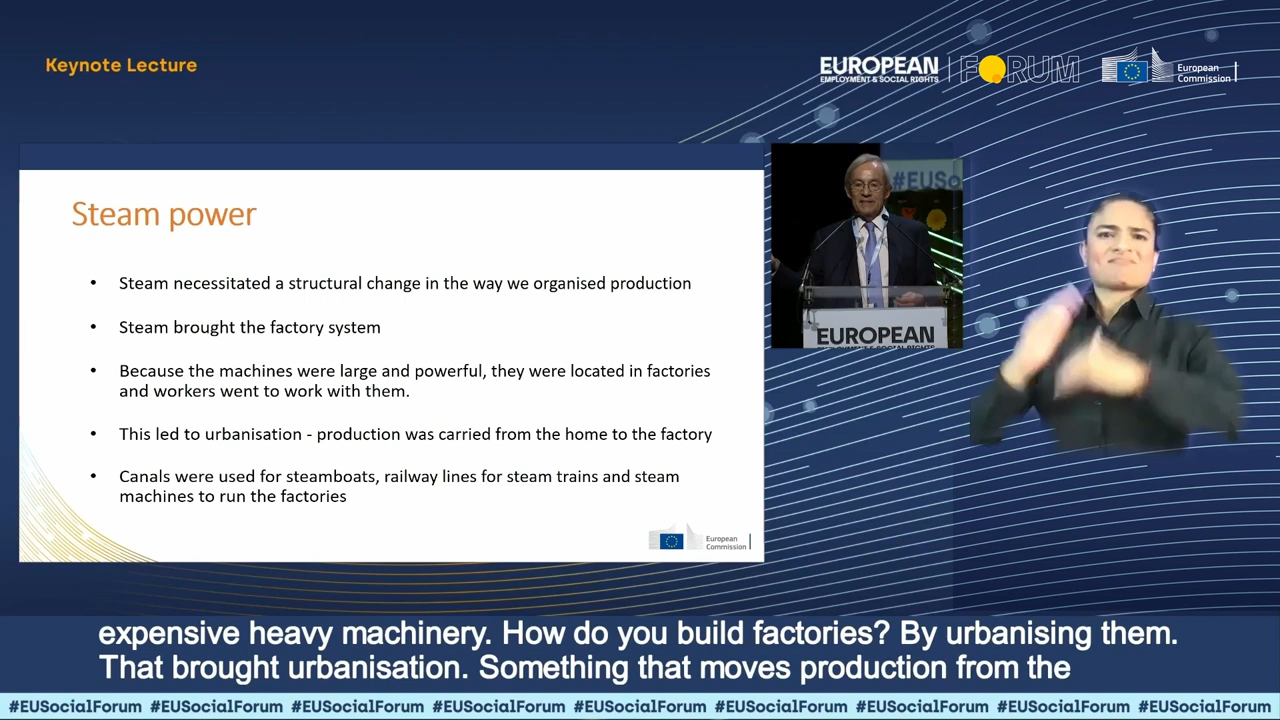 Keynote Lecture
EUROPEAN
EMPLOYMENT & SOCIAL RIGHTS
FORUM
European
Commission
#EUSo
Steam power
• Steam necessitated a structural change in the way we organised production
• Steam brought the factory system
• Because the machines were large and powerful, they were located in factories
and workers went to work with them.
• This led to urbanisation - production was carried from the home to the factory
• Canals were used for steamboats, railway lines for steam trains and steam
machines to run the factories
European
Commission
EUROPEAN
EMPLOYMENT & SOCIAL RIGHTS
expensive heavy machinery. How do you build factories? By urbanising them.
That brought urbanisation. Something that moves production from the
#EUSocialForum #EUSocialForum #EUSocialForum #EUSocialForum #EUSocialForum #EUSocialForum #EUSocialForum #EUSocialForum #EUSocialForum